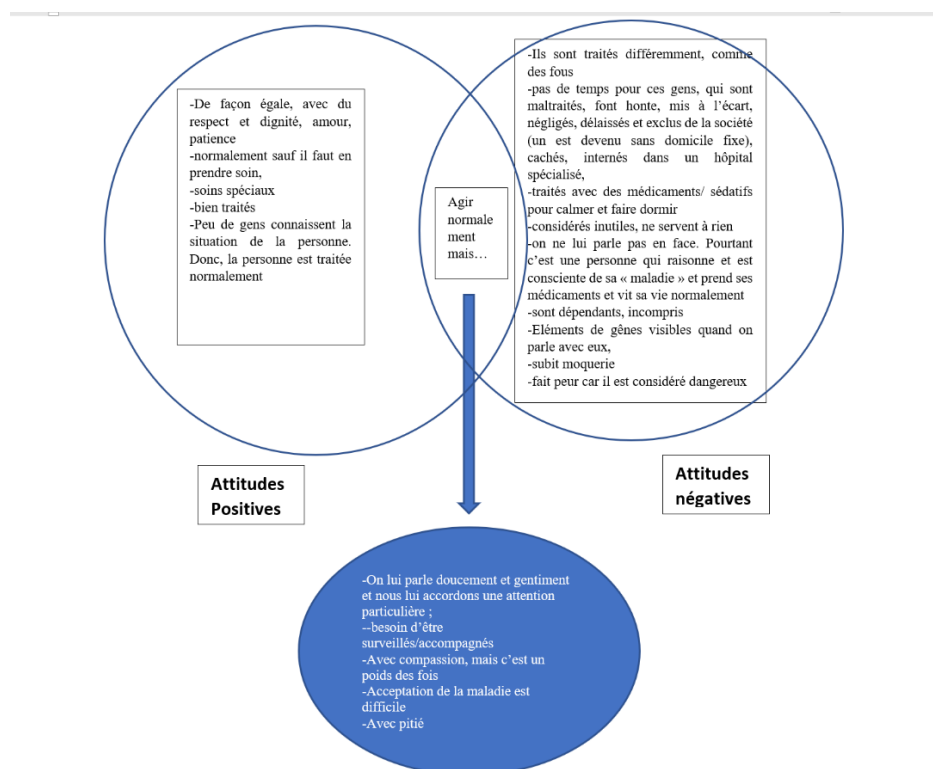 -De façon égale, avec du
respect et dignité, amour,
patience
-normalement sauf il faut en
prendre soin,
-soins spéciaux
-bien traités
-Peu de gens connaissent la
situation de la personne.
Donc, la personne est traitée
normalement
Agir
normale
ment
mais…
-Ils sont traités différemment, comme
des fous
-pas de temps pour ces gens, qui sont
maltraités, font honte, mis à l’écart,
négligés, délaissés et exclus de la société
(un est devenu sans domicile fixe),
cachés, internés dans un hôpital
spécialisé,
-traités avec des médicaments/ sédatifs
pour calmer et faire dormir
-considérés inutiles, ne servent à rien
-on ne lui parle pas en face. Pourtant
c’est une personne qui raisonne et est
consciente de sa « maladie » et prend ses
médicaments et vit sa vie normalement
-sont dépendants, incompris
-Eléments de gênes visibles quand on
parle avec eux,
-subit moquerie
-fait peur car il est considéré dangereux
Attitudes
Positives
Attitudes
négatives
-On lui parle doucement et gentiment
et nous lui accordons une attention
particulière ;
--besoin d’être
surveillés/accompagnés
-Avec compassion, mais c’est un
poids des fois
-Acceptation de la maladie est
difficile
-Avec pitié